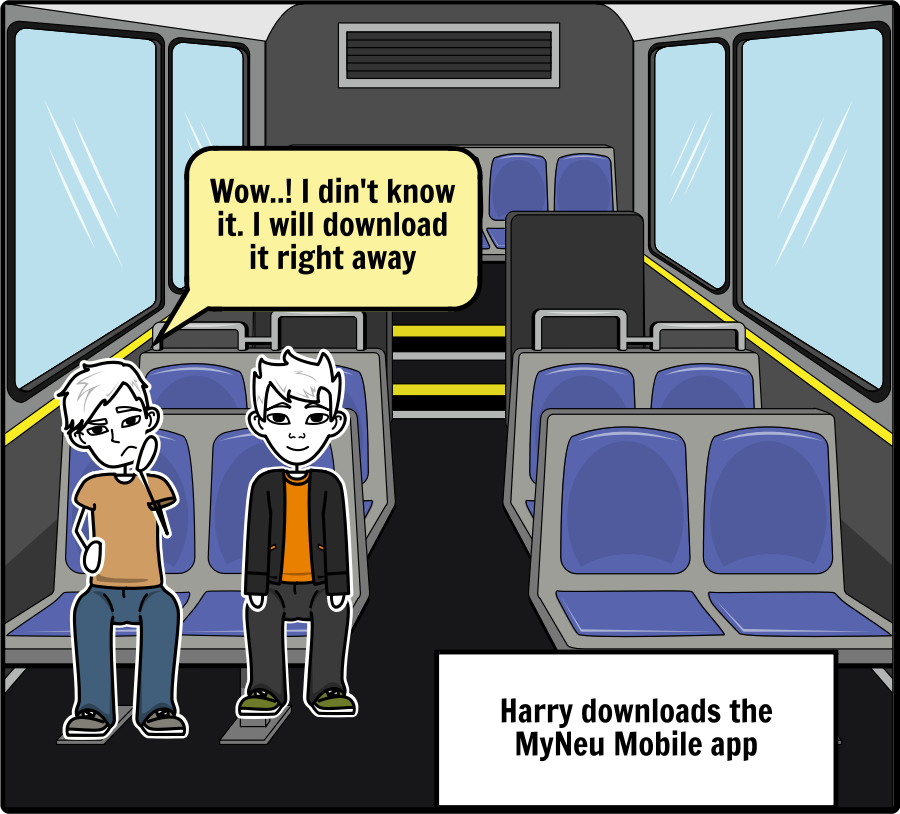 Wow..! I din't know
it. I will download
it right away
Harry downloads the
MyNeu Mobile app